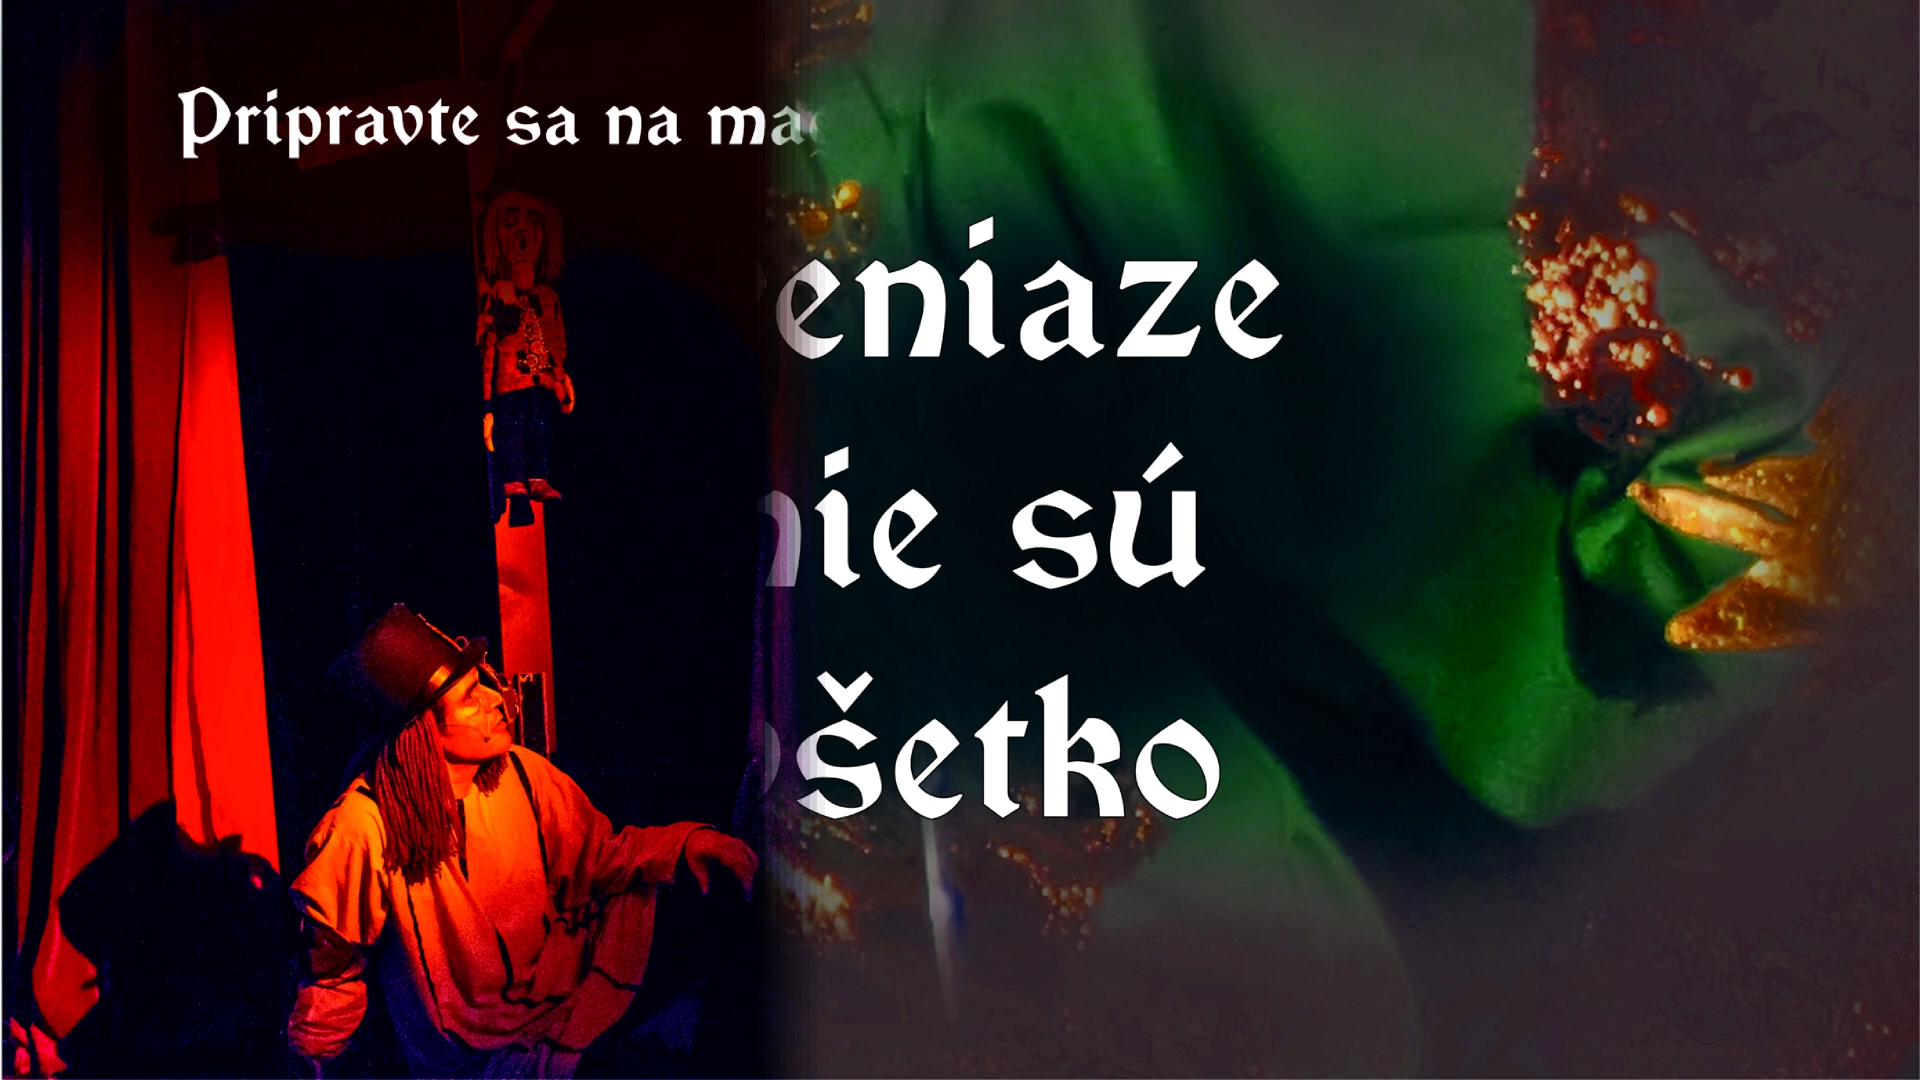 Pripravte sa na
eniaze
nie sú
šetko